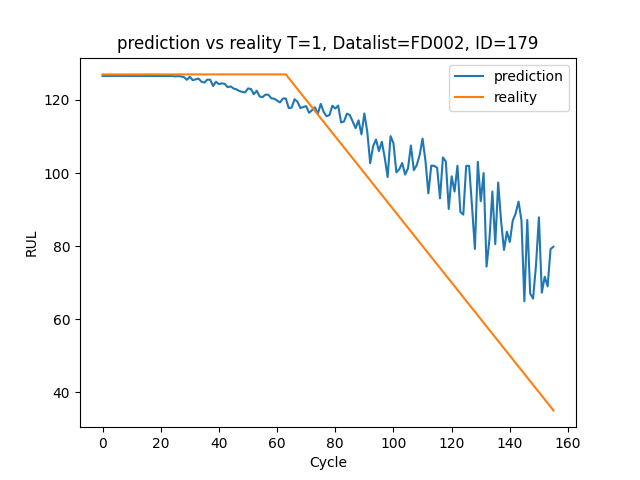 prediction vs reality T=1, Datalist=FD002, ID=179
prediction
reality
RUL
120
100
80
60
40
0 20 40 60 80 100 120 140 160
Cycle